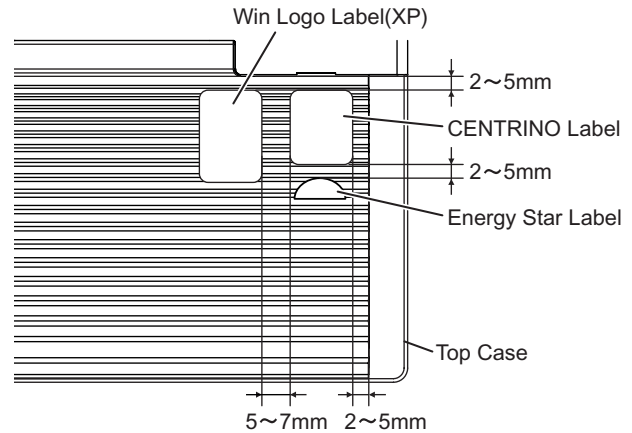 Win Logo Label(XP)
2～5mm
CENTRINO Label
2～5mm
Energy Star Label
Top Case
5～7mm 2～5mm